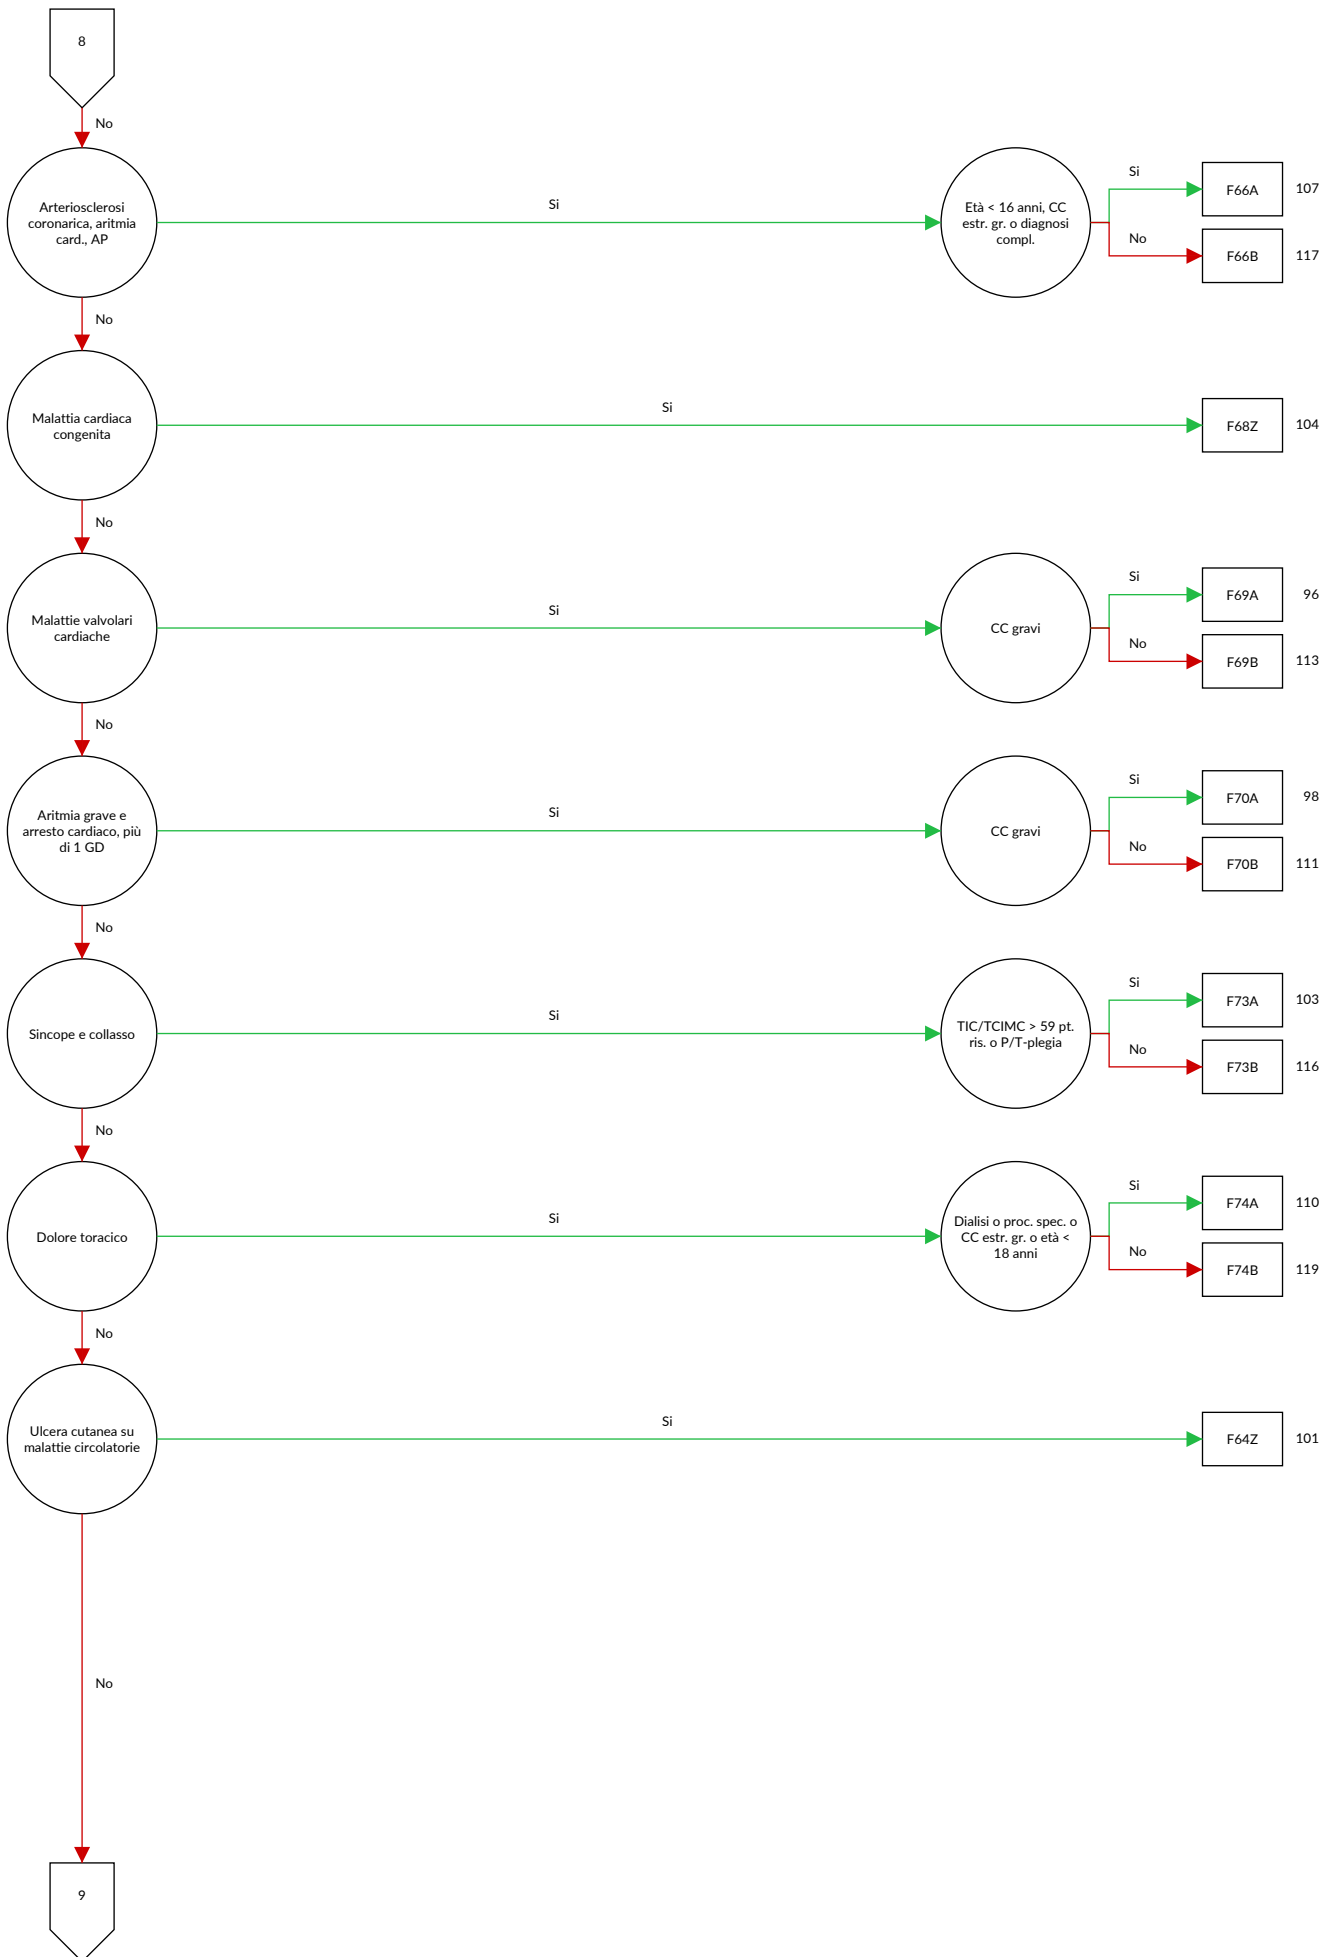 8
No
Arteriosclerosi
coronarica, aritmia
card., AP
Si
Età < 16 anni, CC
estr. gr. o diagnosi
compl.
Si
F66A
107
No
F66B
117
No
Malattia cardiaca
congenita
Si
F68Z
104
No
Malattie valvolari
cardiache
Si
CC gravi
Si
F69A
96
No
F69B
113
No
Aritmia grave e
arresto cardiaco, più
di 1 GD
Si
CC gravi
Si
F70A
98
No
F70B
111
No
Sincope e collasso
Si
TIC/TCIMC > 59 pt.
ris. o P/T-plegia
Si
F73A
103
No
F73B
116
No
Dolore toracico
Si
Dialisi o proc. spec. o
CC estr. gr. o età <
18 anni
Si
F74A
110
No
F74B
119
No
Ulcera cutanea su
malattie circolatorie
Si
F64Z
101
No
9